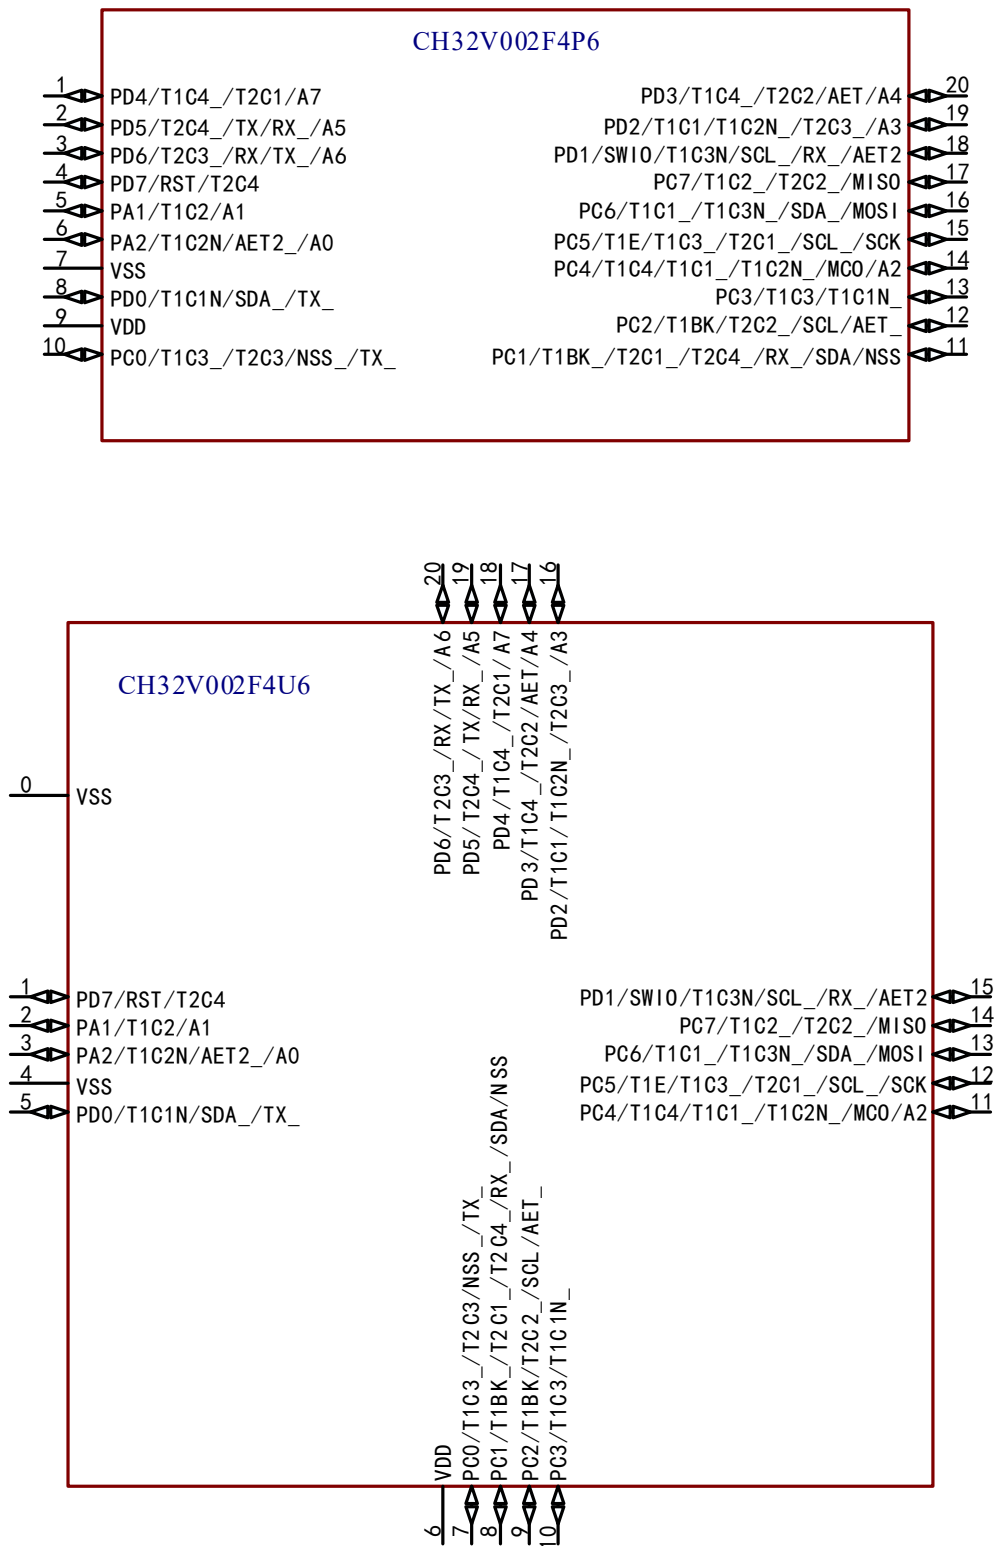 CH32V002F4P6
1 PD4/T1C4_/T2C1/A7
2 PD5/T2C4_/TX/RX_/A5
3 PD6/T2C3_/RX/TX_/A6
4 PD7/RST/T2C4
5 PA1/T1C2/A1
6 PA2/T1C2N/AET2_/A0
7 VSS
8 PD0/T1C1N/SDA_/TX_
9 VDD
10 PC0/T1C3_/T2C3/NSS_/TX_
PD3/T1C4_/T2C2/AET/A4 20
PD2/T1C1/T1C2N_/T2C3_/A3 19
PD1/SWIO/T1C3N/SCL_/RX_/AET2 18
PC7/T1C2_/T2C2_/MISO 17
PC6/T1C1_/T1C3N_/SDA_/MOSI 16
PC5/T1E/T1C3_/T2C1_/SCL_/SCK 15
PC4/T1C4/T1C1_/T1C2N_/MCO/A2 14
PC3/T1C3/T1C1N_ 13
PC2/T1BK/T2C2_/SCL/AET_ 12
PC1/T1BK_/T2C1_/T2C4_/RX_/SDA/NSS 11
CH32V002F4U6
20 PD6/T2C3_/RX/TX_/A6
19 PD5/T2C4_/TX/RX_/A5
18 PD4/T1C4_/T2C1/A7
17 PD3/T1C4_/T2C2/AET/A4
16 PD2/T1C1/T1C2N_/T2C3_/A3
0 VSS
1 PD7/RST/T2C4
2 PA1/T1C2/A1
3 PA2/T1C2N/AET2_/A0
4 VSS
5 PD0/T1C1N/SDA_/TX_
PD1/SWIO/T1C3N/SCL_/RX_/AET2 15
PC7/T1C2_/T2C2_/MISO 14
PC6/T1C1_/T1C3N_/SDA_/MOSI 13
PC5/T1E/T1C3_/T2C1_/SCL_/SCK 12
PC4/T1C4/T1C1_/T1C2N_/MCO/A2 11
6 VDD
7 PC0/T1C3_/T2C3/NSS_/TX_
8 PC1/T1BK_/T2C1_/T2C4_/RX_/SDA/NSS
9 PC2/T1BK/T2C2_/SCL/AET_
10 PC3/T1C3/T1C1N_